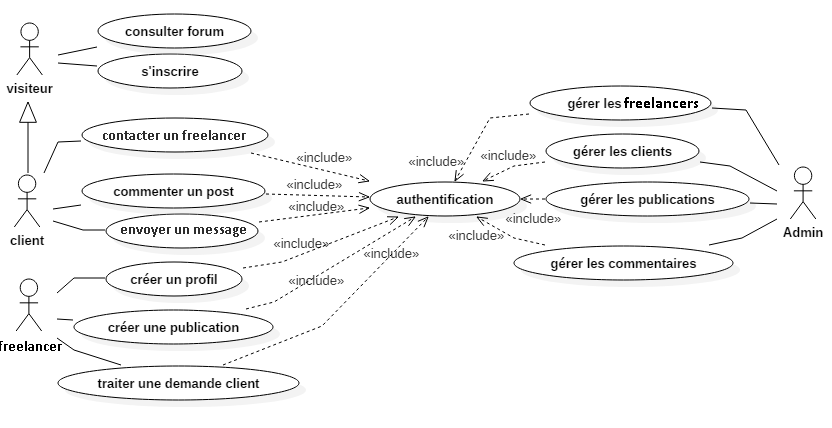 consulter forum
s'inscrire
visiteur
contacter un freelancer
«include»
commenter un post
«include»
envoyer un message
«include»
client
créer un profil
«include»
créer une publication
«include»
freelancer
traiter une demande client
«include»
authentification
gérer les freelancers
«include»
gérer les clients
«include»
gérer les publications
«include»
gérer les commentaires
«include»
Admin